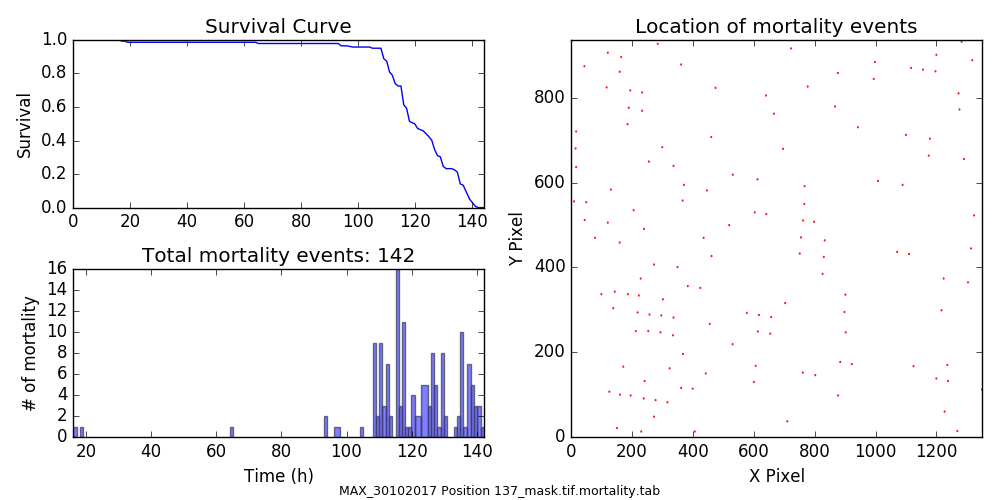 Survival Curve
Survival
1.0
0.8
0.6
0.4
0.2
0.0
0 20 40 60 80 100 120 140
Total mortality events: 142
# of mortality
16
14
12
10
8
6
4
2
0
20 40 60 80 100 120 140
Time (h)
Location of mortality events
Y Pixel
800
600
400
200
0
0 200 400 600 800 1000 1200
X Pixel
MAX_30102017 Position 137_mask.tif.mortality.tab